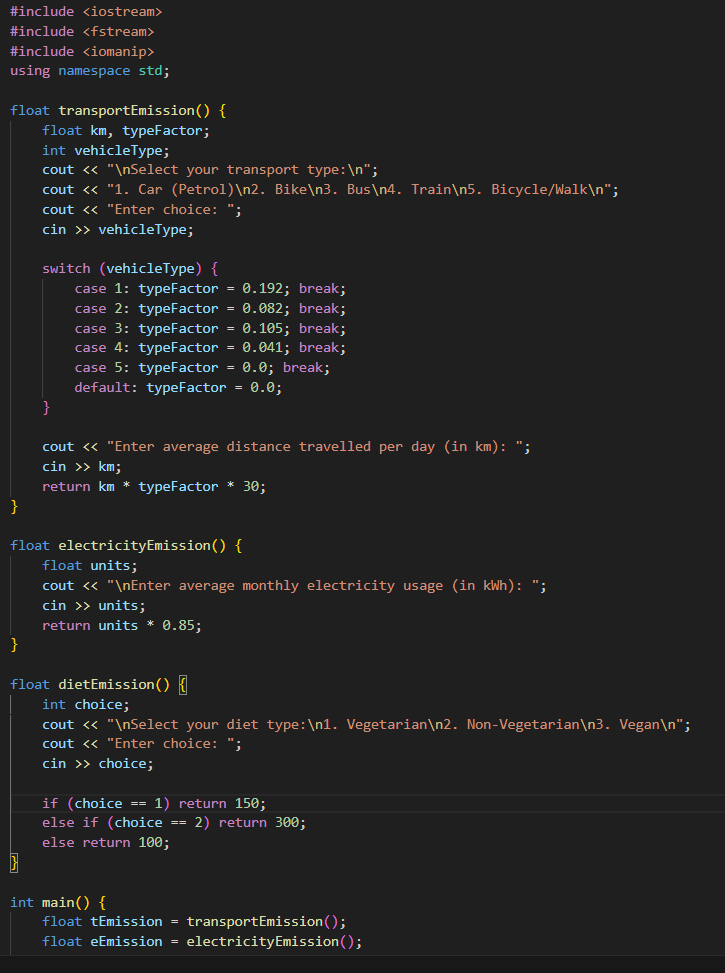 #include <iostream>
#include <fstream>
#include <iomanip>
using namespace std;

float transportEmission() {
    float km, typeFactor;
    int vehicleType;
    cout << "\nSelect your transport type:\n";
    cout << "1. Car (Petrol)\n2. Bike\n3. Bus\n4. Train\n5. Bicycle/Walk\n";
    cout << "Enter choice: ";
    cin >> vehicleType;

    switch (vehicleType) {
        case 1: typeFactor = 0.192; break;
        case 2: typeFactor = 0.082; break;
        case 3: typeFactor = 0.105; break;
        case 4: typeFactor = 0.041; break;
        case 5: typeFactor = 0.0; break;
        default: typeFactor = 0.0;
    }

    cout << "Enter average distance travelled per day (in km): ";
    cin >> km;
    return km * typeFactor * 30;
}

float electricityEmission() {
    float units;
    cout << "\nEnter average monthly electricity usage (in kWh): ";
    cin >> units;
    return units * 0.85;
}

float dietEmission() {
    int choice;
    cout << "\nSelect your diet type:\n1. Vegetarian\n2. Non-Vegetarian\n3. Vegan\n";
    cout << "Enter choice: ";
    cin >> choice;

    if (choice == 1) return 150;
    else if (choice == 2) return 300;
    else return 100;
}

int main() {
    float tEmission = transportEmission();
    float eEmission = electricityEmission();